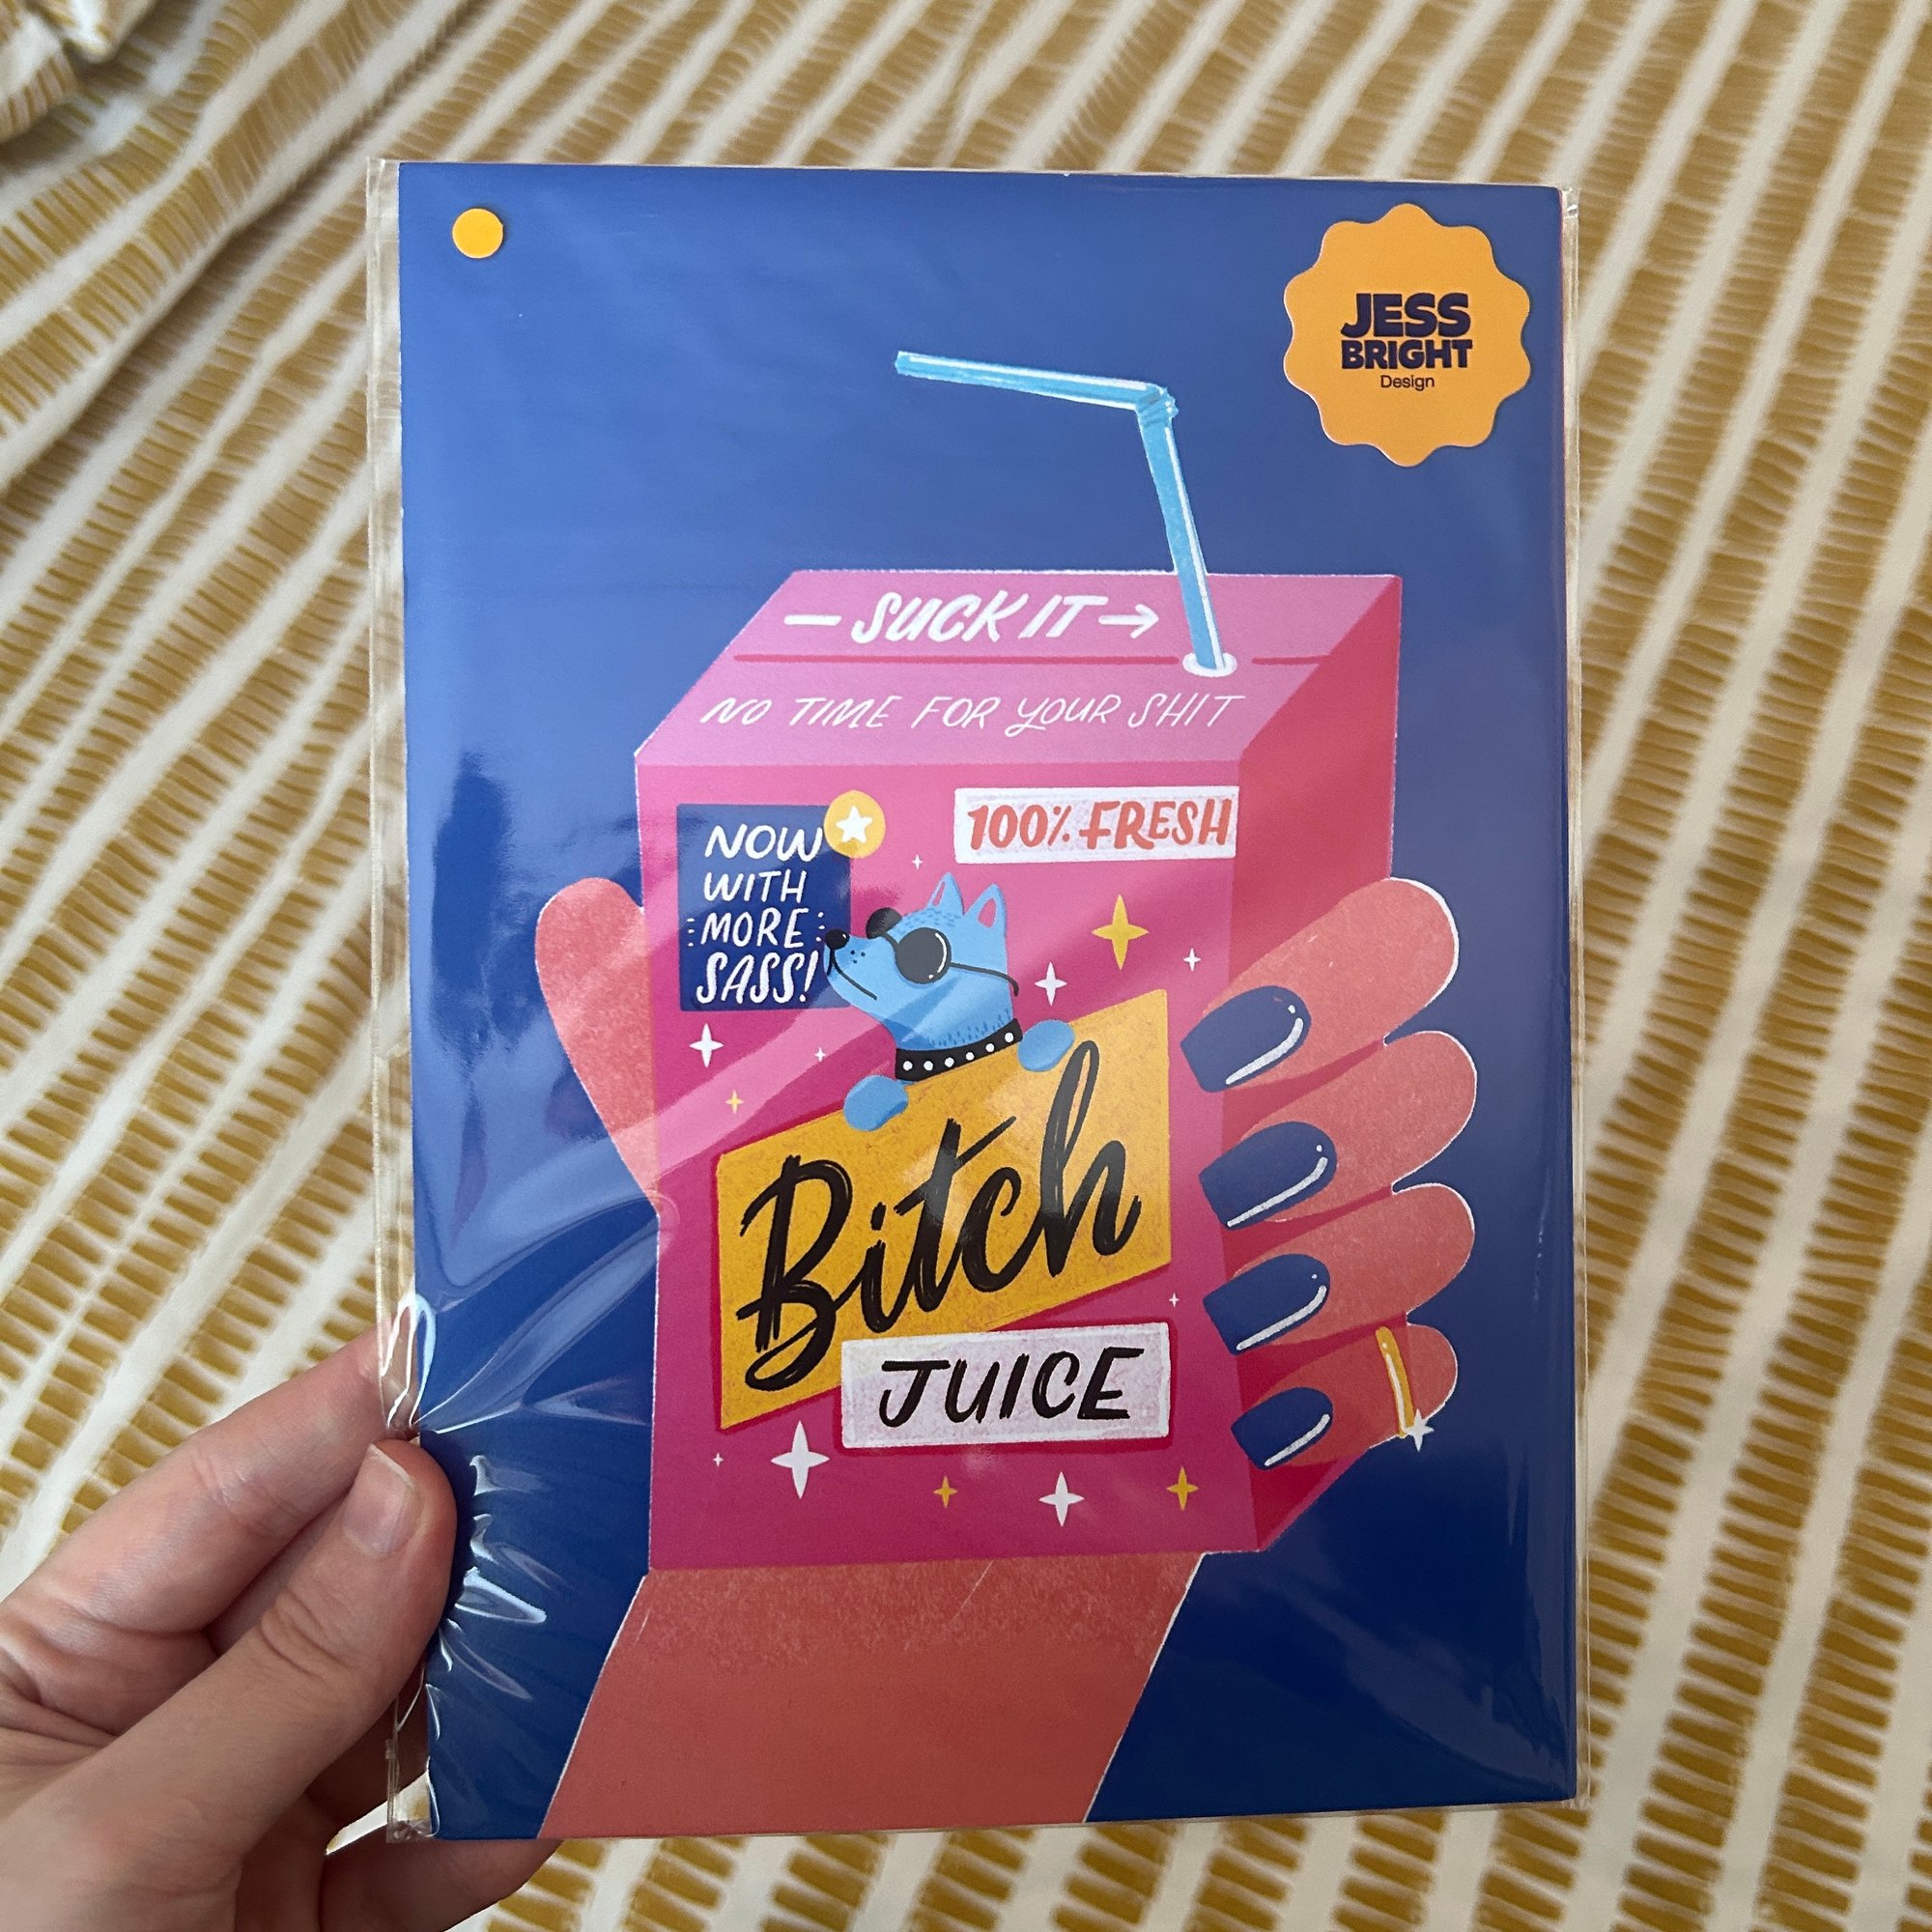 JESS
BRIGHT
Design
SUCK IT
NO TIME FOR YOUR SHIT
100% FRESH
NOW
WITH
MORE
SASS!
Bitch
JUICE